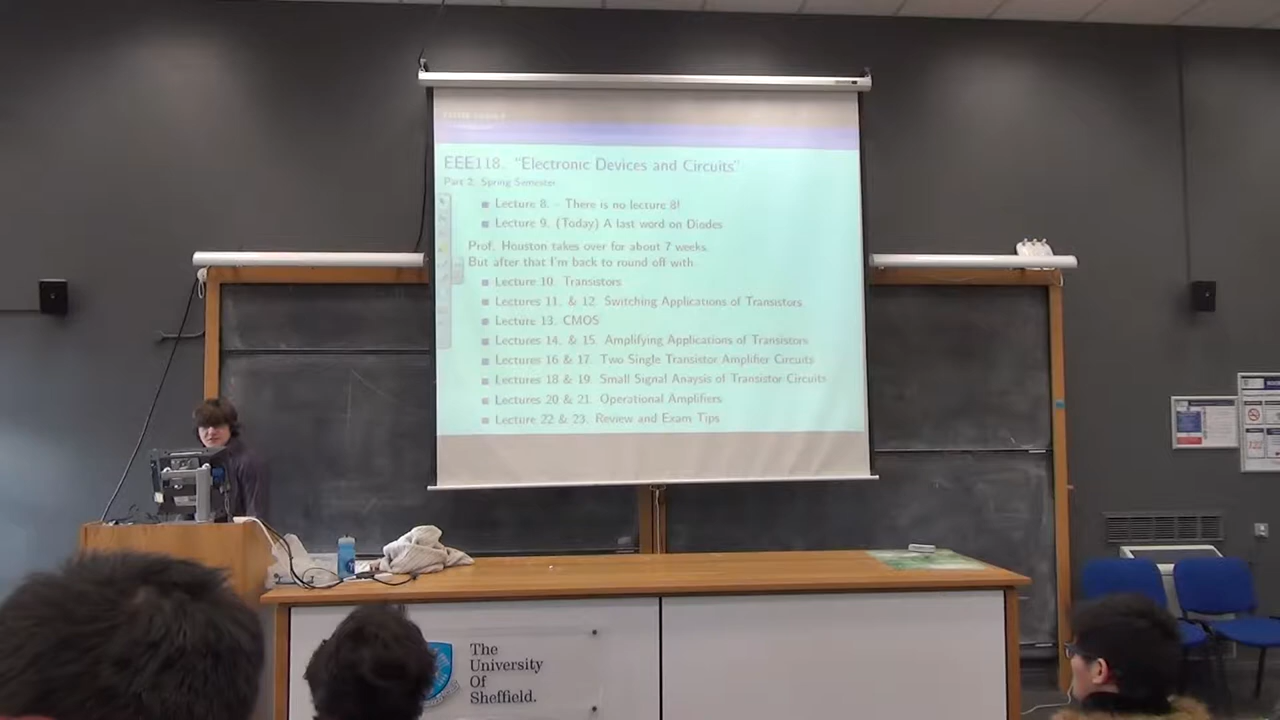 EEE118. "Electronic Devices and Circuits"
Part 2: Spring Semester
Lecture 8. - There is no lecture 8!
Lecture 9. (Today) A last word on Diodes
Prof. Houston takes over for about 7 weeks.
But after that I'm back to round off with
Lecture 10. Transistors
Lectures 11. & 12. Switching Applications of Transistors
Lecture 13. CMOS
Lectures 14. & 15. Amplifying Applications of Transistors
Lectures 16 & 17. Two Single Transistor Amplifier Circuits
Lectures 18 & 19. Small Signal Anaysis of Transistor Circuits
Lectures 20 & 21. Operational Amplifiers
Lecture 22 & 23. Review and Exam Tips
The
University
Of
Sheffield.